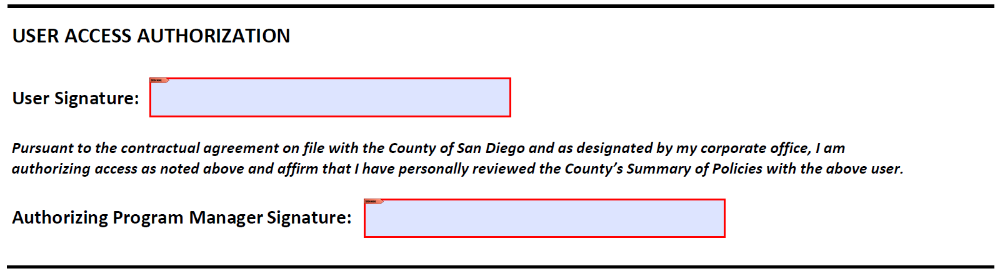 USER ACCESS AUTHORIZATION
User Signature:
Pursuant to the contractual agreement on file with the County of San Diego and as designated by my corporate office, I am
authorizing access as noted above and affirm that I have personally reviewed the County’s Summary of Policies with the above user.
Authorizing Program Manager Signature: